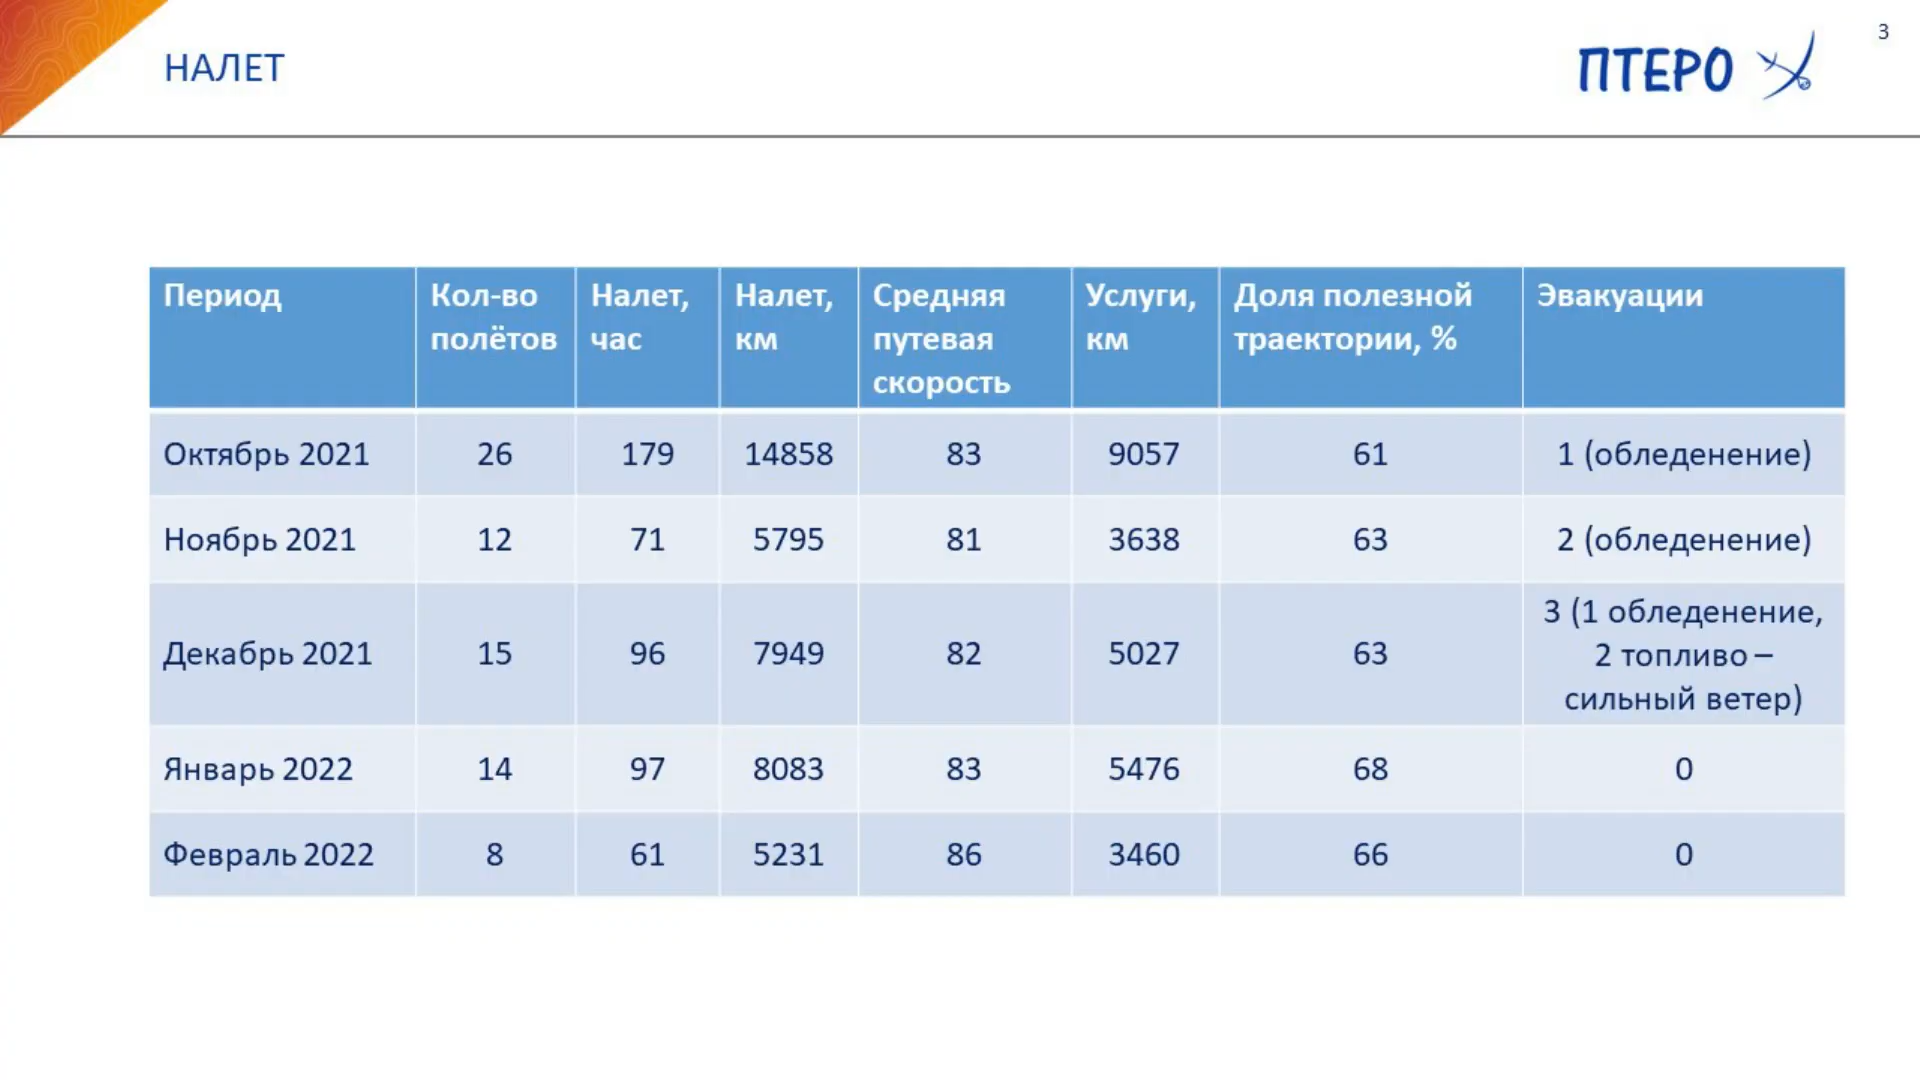 НАЛЕТ
ПТЕРО
3
Период
Кол-во
полётов
Налет,
час
Налет,
км
Средняя
путевая
скорость
Услуги,
км
Доля полезной
траектории, %
Эвакуации
Октябрь 2021 26 179 14858 83 9057 61 1 (обледенение)
Ноябрь 2021 12 71 5795 81 3638 63 2 (обледенение)
Декабрь 2021 15 96 7949 82 5027 63 3 (1 обледенение,
2 топливо –
сильный ветер)
Январь 2022 14 97 8083 83 5476 68 0
Февраль 2022 8 61 5231 86 3460 66 0